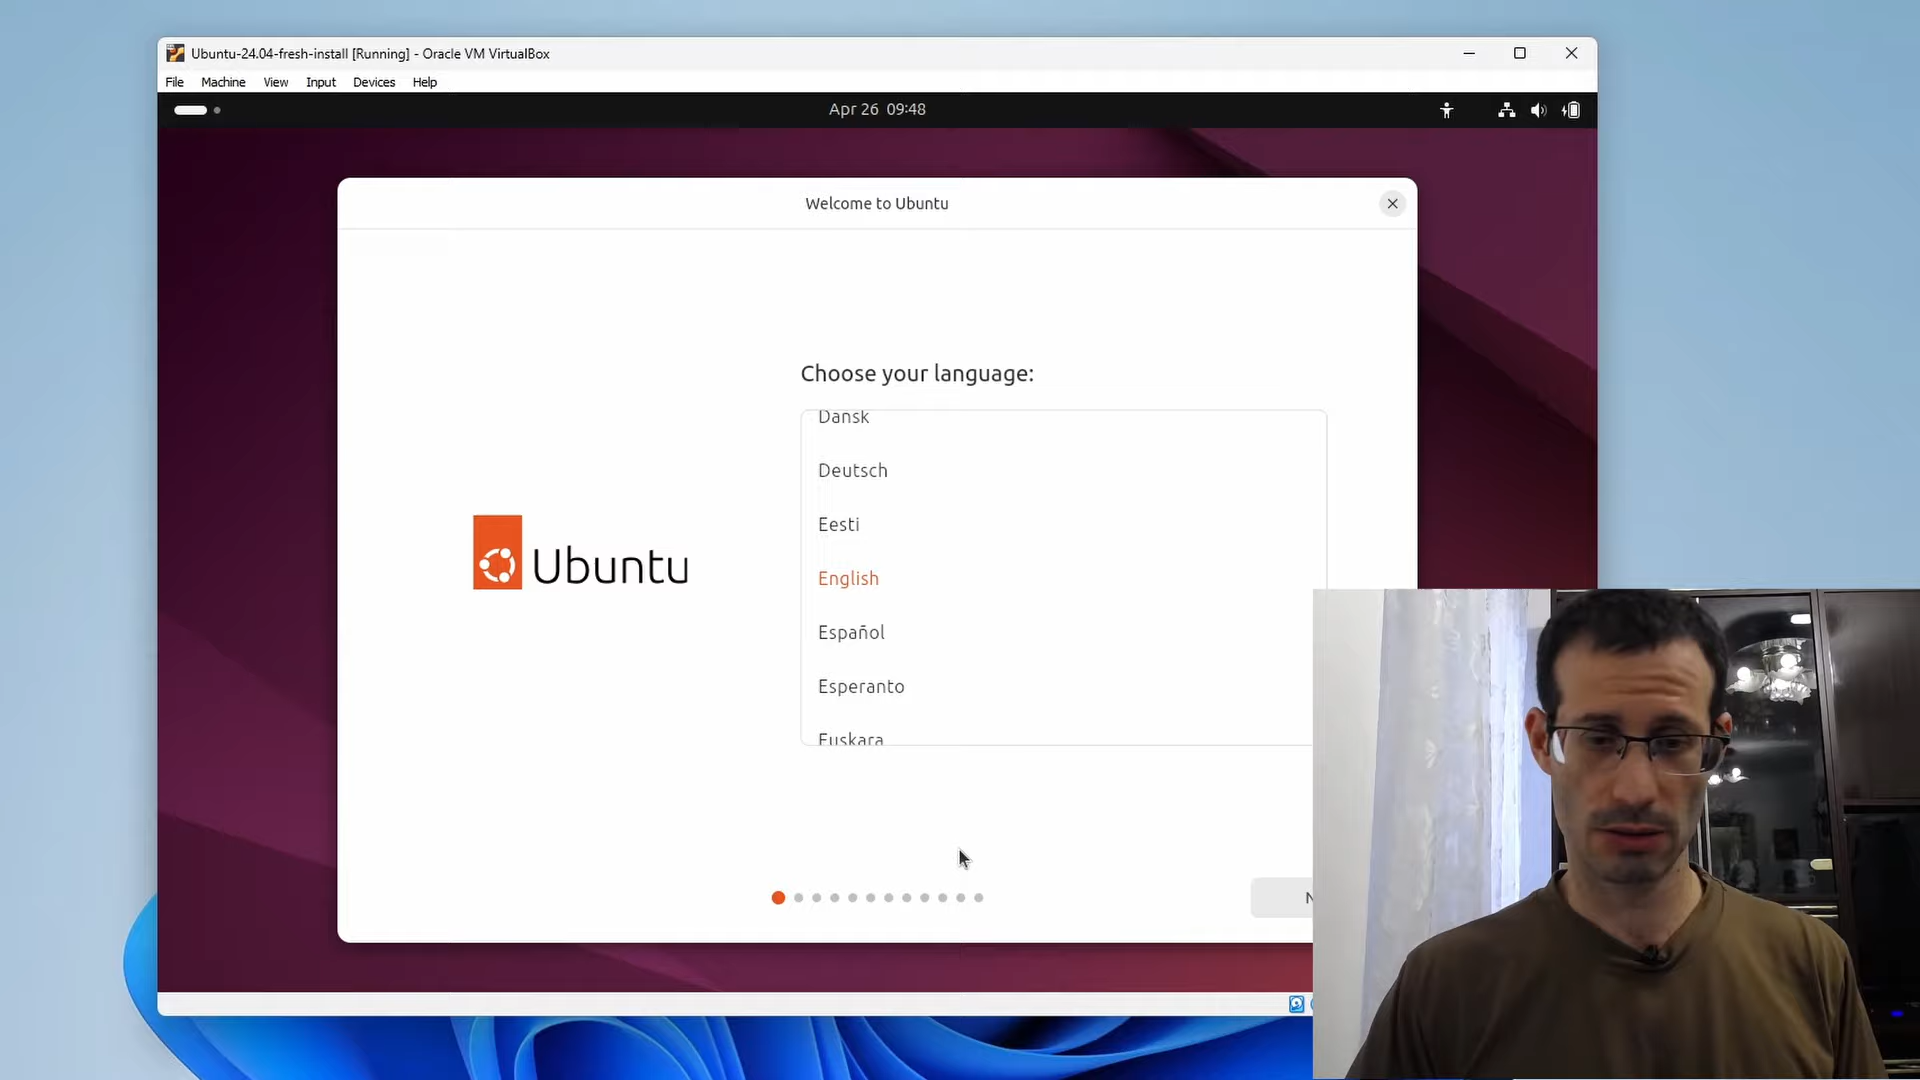 Ubuntu-24.04-fresh-install [Running] - Oracle VM VirtualBox
File Machine View Input Devices Help
Apr 26 09:48
Welcome to Ubuntu
Choose your language:
Dansk
Deutsch
Eesti
English
Español
Esperanto
Euskara
Ubuntu
N